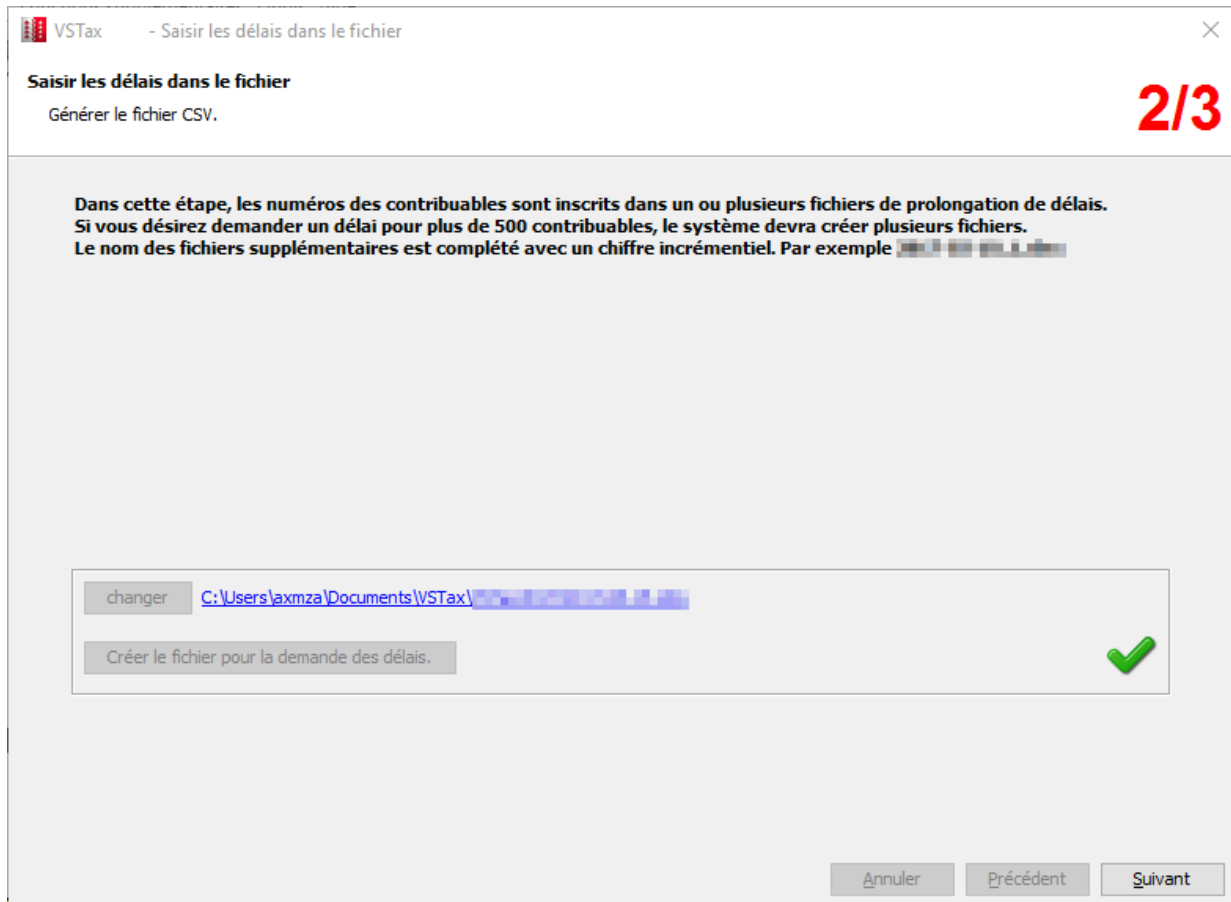 VSTax - Saisir les délais dans le fichier
Saisir les délais dans le fichier
Générer le fichier CSV.
2/3
Dans cette étape, les numéros des contribuables sont inscrits dans un ou plusieurs fichiers de prolongation de délais.
Si vous désirez demander un délai pour plus de 500 contribuables, le système devra créer plusieurs fichiers.
Le nom des fichiers supplémentaires est complété avec un chiffre incrémentiel. Par exemple
changer C:\Users\axmza\Documents\VSTax\
Créer le fichier pour la demande des délais.
Annuler Précédent Suivant